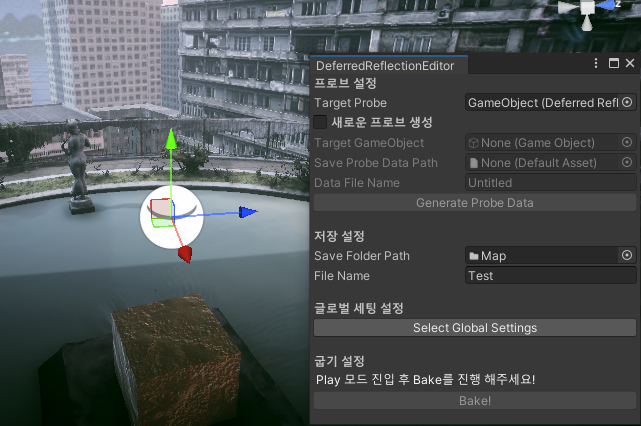 DeferredReflectionEditor
프로브 설정
Target Probe GameObject (Deferred Refl
새로운 프로브 생성
Target GameObject None (Game Object)
Save Probe Data Path None (Default Asset)
Data File Name Untitled
Generate Probe Data
저장 설정
Save Folder Path Map
File Name Test
글로벌 세팅 설정
Select Global Settings
굽기 설정
Play 모드 진입 후 Bake를 진행 해주세요!
Bake!